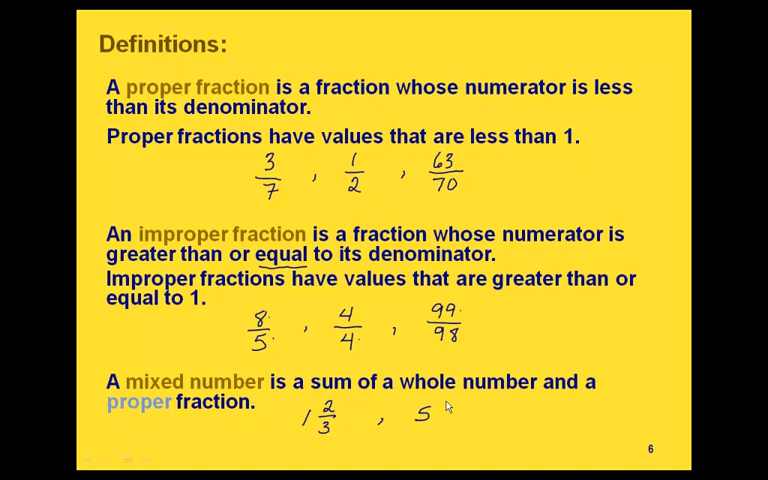 Definitions:
A proper fraction is a fraction whose numerator is less
than its denominator.
Proper fractions have values that are less than 1.
3/7 , 1/2 , 63/70
An improper fraction is a fraction whose numerator is
greater than or equal to its denominator.
Improper fractions have values that are greater than or
equal to 1.
8/5 , 4/4 , 99/98
A mixed number is a sum of a whole number and a
proper fraction.
1 2/3 , 5
6